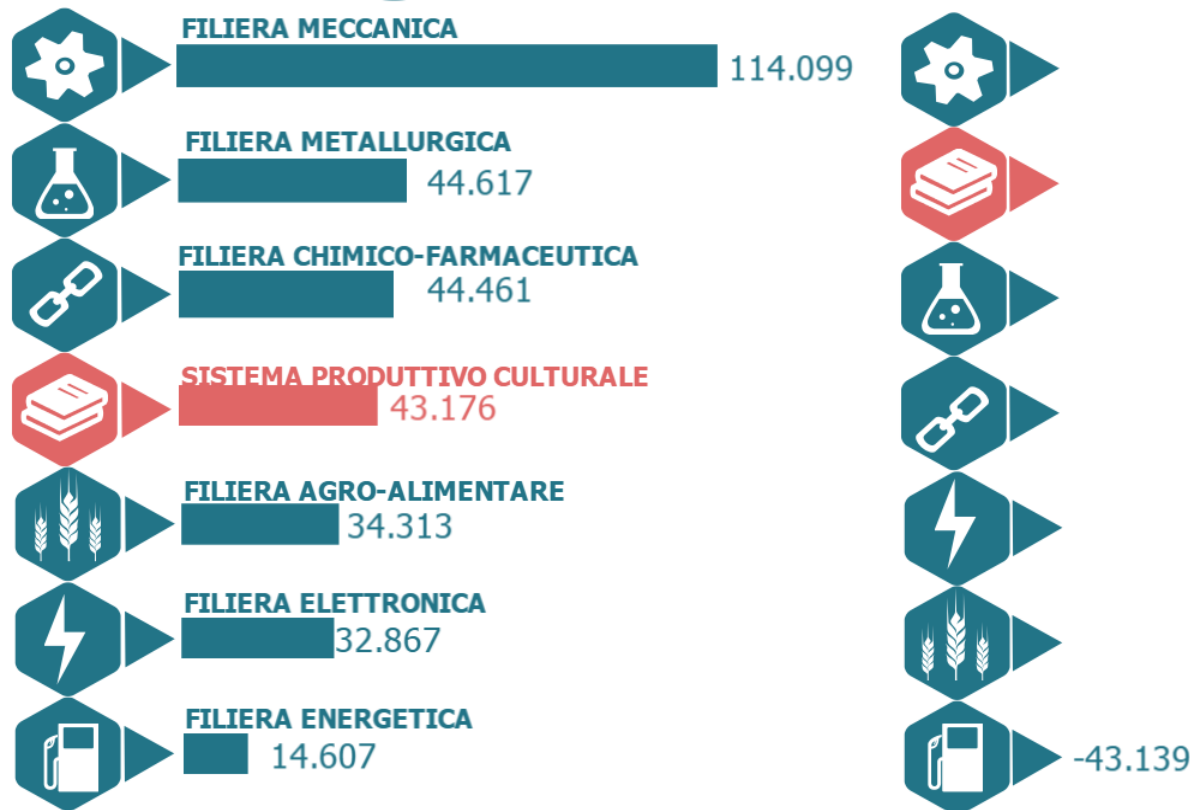 FILIERA MECCANICA
114.099
FILIERA METALLURGICA
44.617
FILIERA CHIMICO-FARMACEUTICA
44.461
SISTEMA PRODUTTIVO CULTURALE
43.176
FILIERA AGRO-ALIMENTARE
34.313
FILIERA ELETTRONICA
32.867
FILIERA ENERGETICA
14.607
-43.139